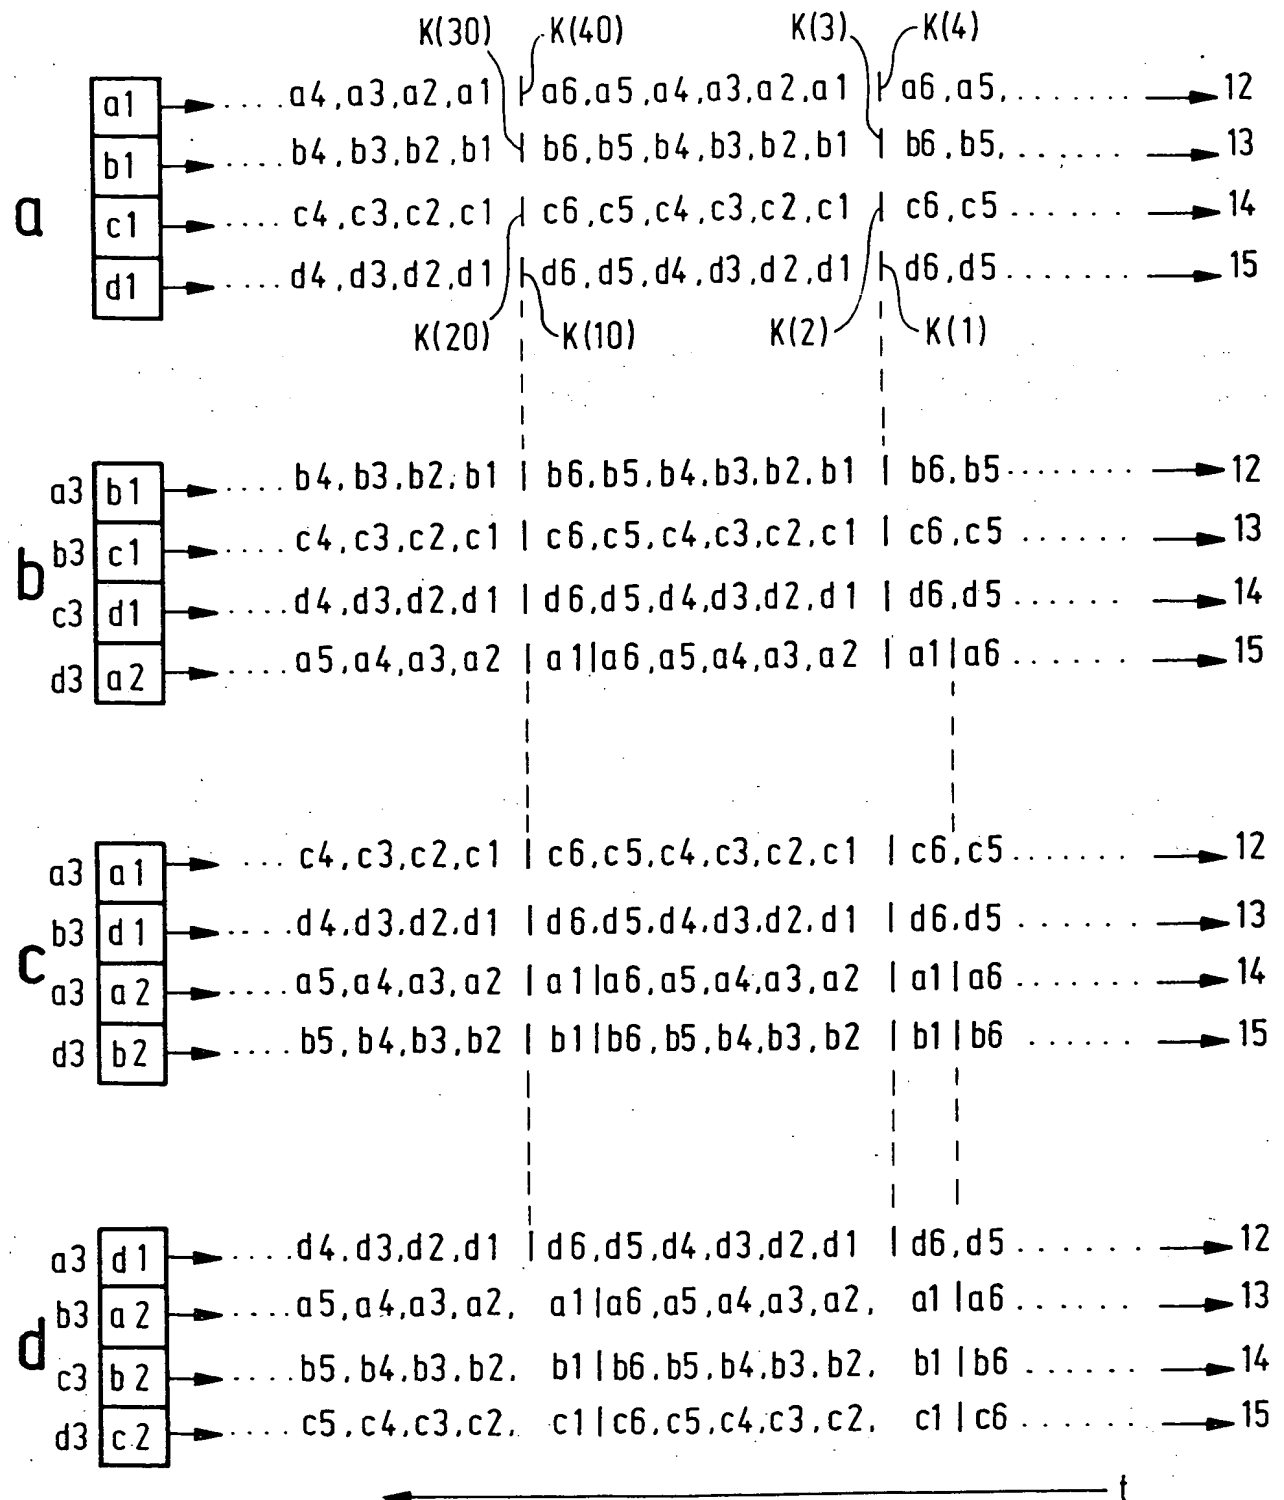 K(30) K(40) K(3) K(4)
a1 .... a4,a3,a2,a1 | a6,a5,a4,a3,a2,a1 | a6,a5, ...... 12
b1 .... b4,b3,b2,b1 | b6,b5,b4,b3,b2,b1 | b6,b5, ...... 13
a
c1 .... c4,c3,c2,c1 | c6,c5,c4,c3,c2,c1 | c6,c5 ...... 14
d1 .... d4,d3,d2,d1 | d6,d5,d4,d3,d2,d1 | d6,d5 ...... 15
K(20) K(10) K(2) K(1)
a3 b1 .... b4,b3,b2,b1 | b6,b5,b4,b3,b2,b1 | b6,b5 ....... 12
b3 c1 .... c4,c3,c2,c1 | c6,c5,c4,c3,c2,c1 | c6,c5 ...... 13
b
c3 d1 .... d4,d3,d2,d1 | d6,d5,d4,d3,d2,d1 | d6,d5 ...... 14
d3 a2 .... a5,a4,a3,a2 | a1|a6,a5,a4,a3,a2 | a1|a6 ...... 15
a3 a1 ... c4,c3,c2,c1 | c6,c5,c4,c3,c2,c1 | c6,c5 ....... 12
b3 d1 .... d4,d3,d2,d1 | d6,d5,d4,d3,d2,d1 | d6,d5 ....... 13
c
a3 a2 .... a5,a4,a3,a2 | a1|a6,a5,a4,a3,a2 | a1|a6 ....... 14
d3 b2 .... b5,b4,b3,b2 | b1|b6,b5,b4,b3,b2 | b1|b6 ...... 15
a3 d1 .... d4,d3,d2,d1 | d6,d5,d4,d3,d2,d1 | d6,d5 ....... 12
b3 a2 .... a5,a4,a3,a2, a1|a6,a5,a4,a3,a2, a1|a6 ...... 13
d
c3 b2 .... b5,b4,b3,b2, b1|b6,b5,b4,b3,b2, b1|b6 ...... 14
d3 c2 .... c5,c4,c3,c2, c1|c6,c5,c4,c3,c2, c1|c6 ...... 15
t